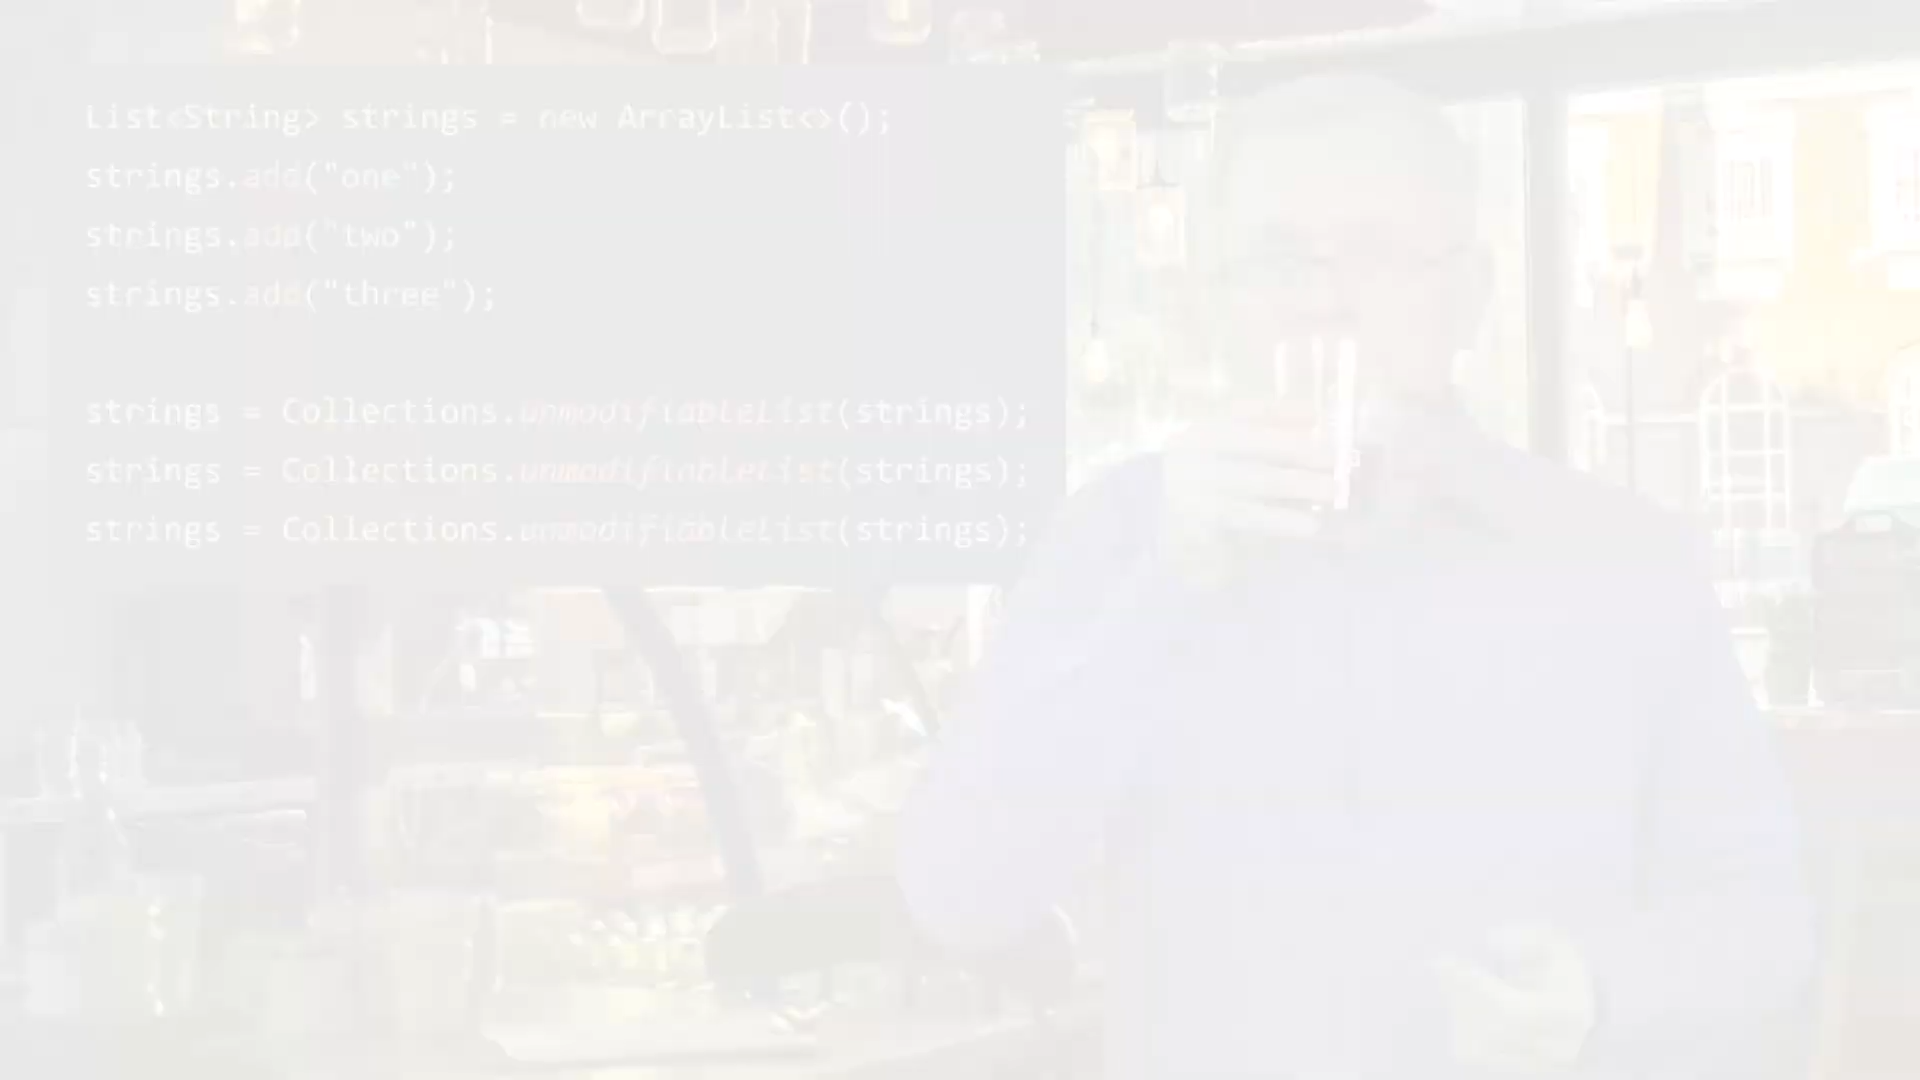 List<String> strings = new ArrayList<>();
strings.add("one");
strings.add("two");
strings.add("three");
strings = Collections.unmodifiableList(strings);
strings = Collections.unmodifiableList(strings);
strings = Collections.unmodifiableList(strings);